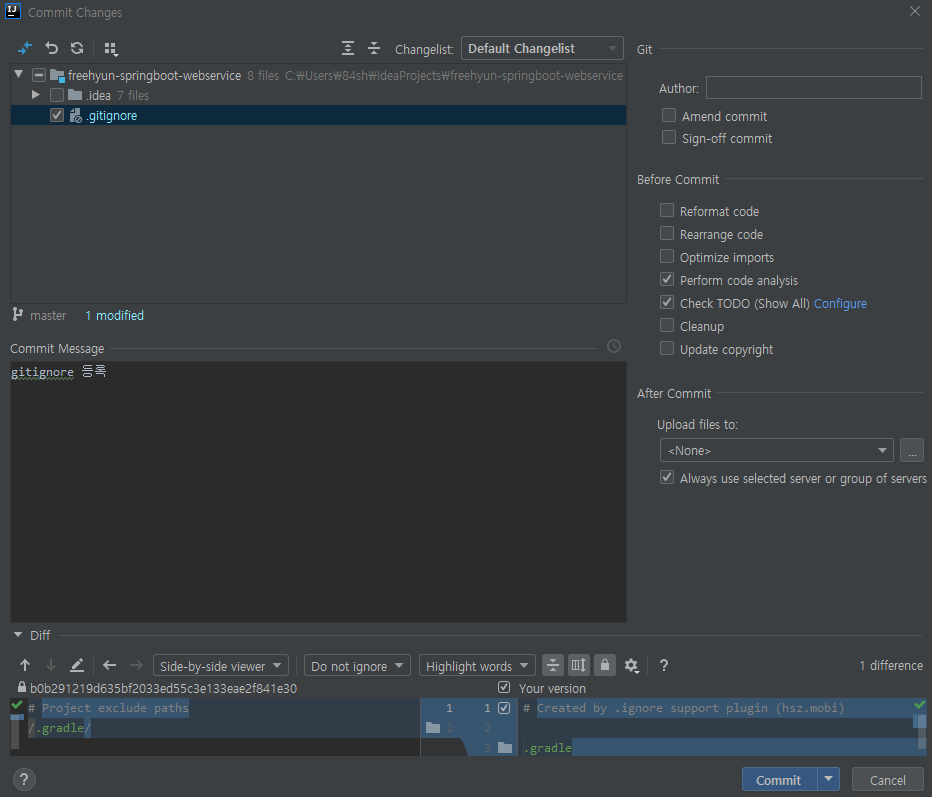 Commit Changes
Changelist: Default Changelist
freehyun-springboot-webservice 8 files C:₩Users₩84sh₩IdeaProjects₩freehyun-springboot-webservice
.idea 7 files
.gitignore
master 1 modified
Commit Message
gitignore 등록
Git
Author:
Amend commit
Sign-off commit
Before Commit
Reformat code
Rearrange code
Optimize imports
Perform code analysis
Check TODO (Show All) Configure
Cleanup
Update copyright
After Commit
Upload files to:
<None>
...
Always use selected server or group of servers
Diff
Side-by-side viewer Do not ignore Highlight words ? 1 difference
b0b291219d635bf2033ed55c3e133eae2f841e30 Your version
# Project exclude paths 1 1 # Created by .ignore support plugin (hsz.mobi)
/.gradle/ 2 2
3 .gradle
? Commit Cancel